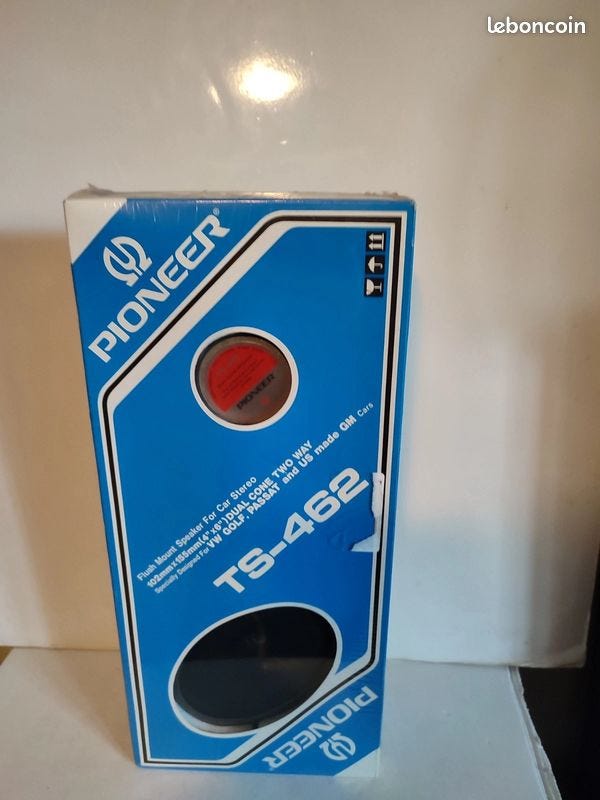 leboncoin
PIONEER®
PIONEER
Flush Mount Speaker For Car Stereo
102mm×155mm(4"×6")DUAL CONE TWO WAY
Specially Designed For VW GOLF, PASSAT and US made GM Cars
TS-462
PIONEER